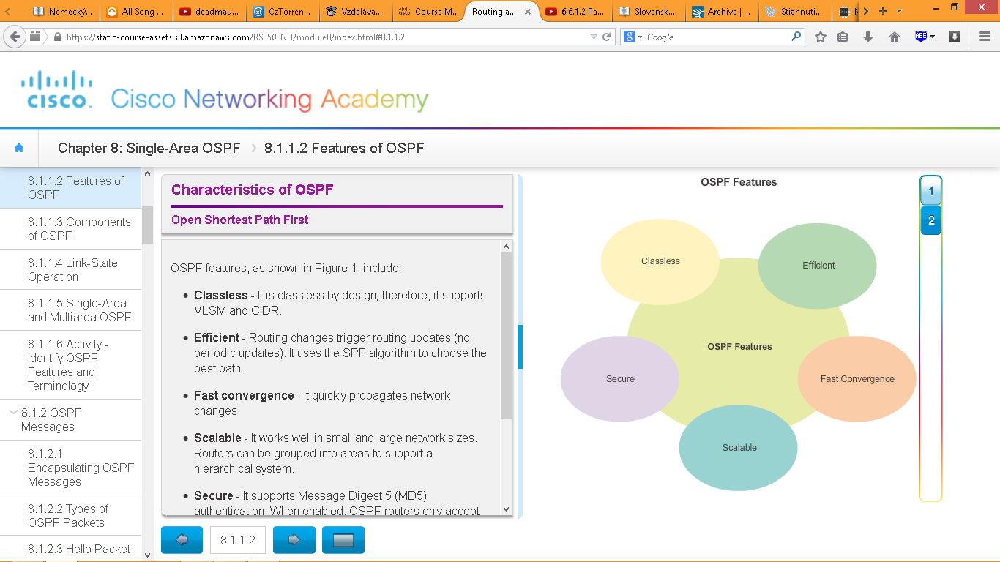 Nemecký...
All Song ...
deadmau...
CzTorren...
Vzdeláva...
Course M...
Routing a...
6.6.1.2 Pa...
Slovensk...
Archive | ...
Stiahnuti...
https://static-course-assets.s3.amazonaws.com/RSE50ENU/module8/index.html#8.1.1.2
Google
ABE
cisco.
Cisco Networking Academy
Chapter 8: Single-Area OSPF
8.1.1.2 Features of OSPF
8.1.1.2 Features of
OSPF
8.1.1.3 Components
of OSPF
8.1.1.4 Link-State
Operation
8.1.1.5 Single-Area
and Multiarea OSPF
8.1.1.6 Activity -
Identify OSPF
Features and
Terminology
8.1.2 OSPF
Messages
8.1.2.1
Encapsulating OSPF
Messages
8.1.2.2 Types of
OSPF Packets
8.1.2.3 Hello Packet
Characteristics of OSPF
Open Shortest Path First
OSPF features, as shown in Figure 1, include:
• Classless - It is classless by design; therefore, it supports
VLSM and CIDR.
• Efficient - Routing changes trigger routing updates (no
periodic updates). It uses the SPF algorithm to choose the
best path.
• Fast convergence - It quickly propagates network
changes.
• Scalable - It works well in small and large network sizes.
Routers can be grouped into areas to support a
hierarchical system.
• Secure - It supports Message Digest 5 (MD5)
authentication. When enabled, OSPF routers only accept
8.1.1.2
OSPF Features
Classless
Efficient
OSPF Features
Secure
Fast Convergence
Scalable
1
2